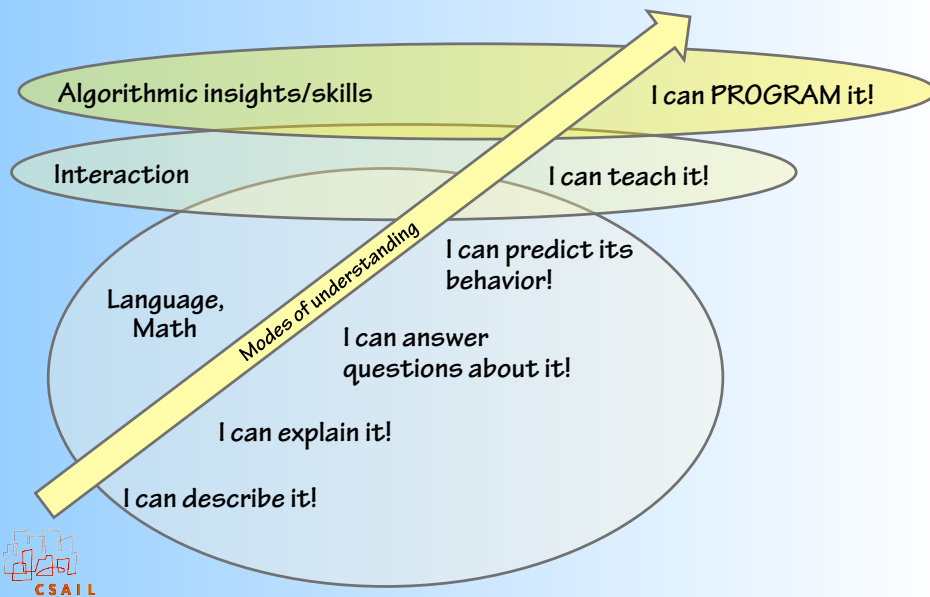 Algorithmic insights/skills
I can PROGRAM it!
Interaction
I can teach it!
Modes of understanding
I can predict its
behavior!
Language,
Math
I can answer
questions about it!
I can explain it!
I can describe it!
CSAIL